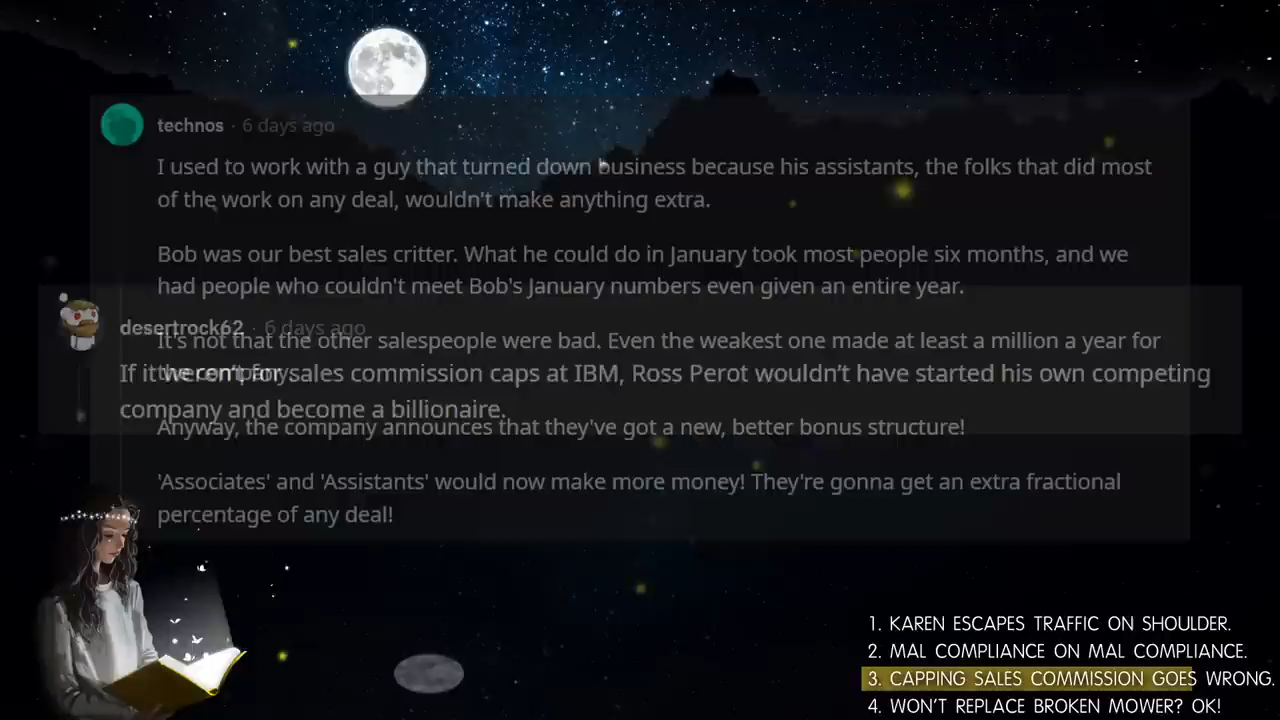 technos · 6 days ago
I used to work with a guy that turned down business because his assistants, the folks that did most
of the work on any deal, wouldn't make anything extra.
Bob was our best sales critter. What he could do in January took most people six months, and we
had people who couldn't meet Bob's January numbers even given an entire year.
desertrock62 · 6 days ago
It's not that the other salespeople were bad. Even the weakest one made at least a million a year for
the company.
If it weren't for sales commission caps at IBM, Ross Perot wouldn’t have started his own competing
company and become a billionaire.
Anyway, the company announces that they've got a new, better bonus structure!
'Associates' and 'Assistants' would now make more money! They're gonna get an extra fractional
percentage of any deal!
1. KAREN ESCAPES TRAFFIC ON SHOULDER.
2. MAL COMPLIANCE ON MAL COMPLIANCE.
3. CAPPING SALES COMMISSION GOES WRONG.
4. WON'T REPLACE BROKEN MOWER? OK!